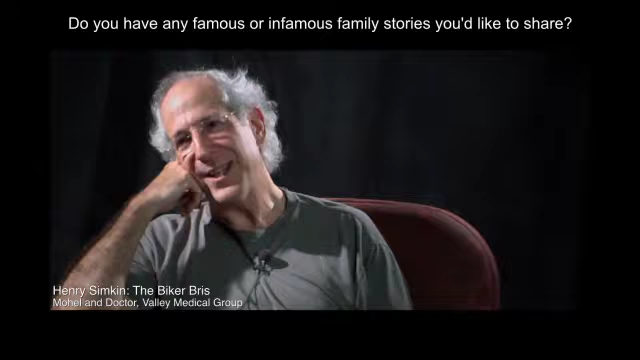 Do you have any famous or infamous family stories you'd like to share?
Henry Simkin: The Biker Bris
Mohel and Doctor, Valley Medical Group